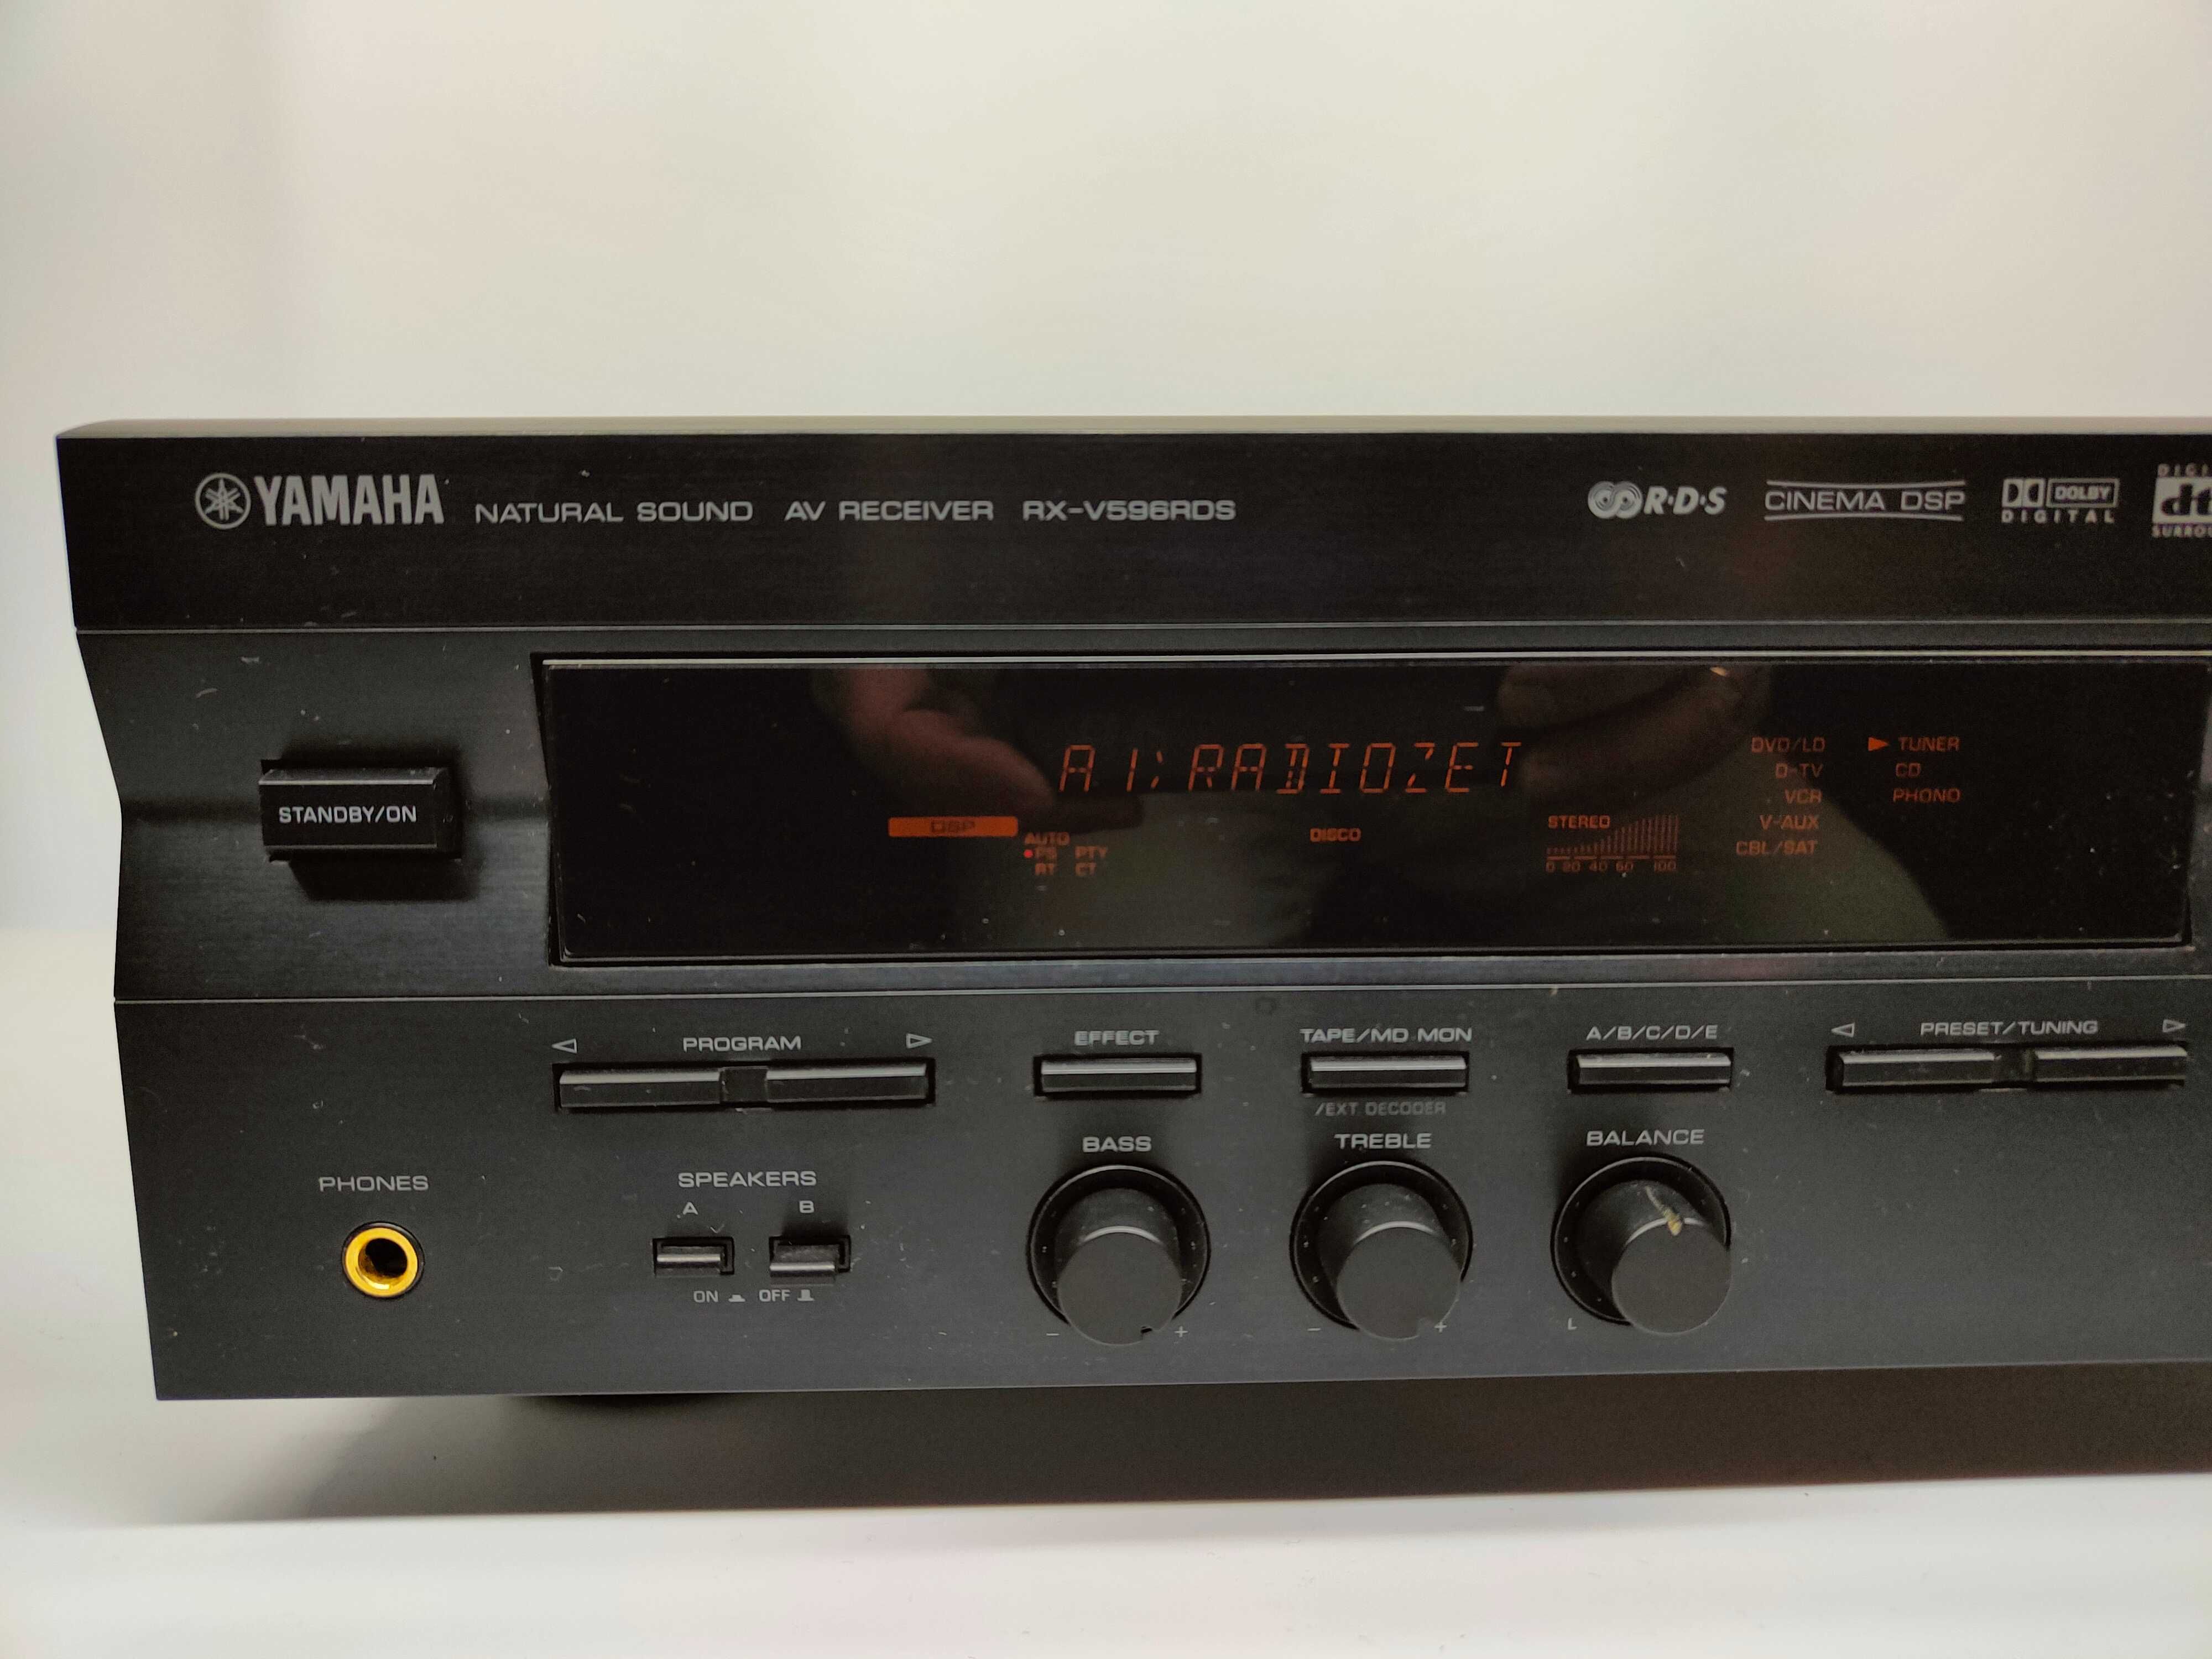 YAMAHA NATURAL SOUND AV RECEIVER RX-V596RDS
R·D·S CINEMA DSP DOLBY DIGITAL
STANDBY/ON
A1:RADIOZET
DSP
AUTO
PS PTY
RT CT
DISCO
STEREO
0 20 40 60 100
DVD/LD TUNER
D-TV CD
VCR PHONO
V-AUX
CBL/SAT
PROGRAM EFFECT TAPE/MD MON A/B/C/D/E PRESET/TUNING
/EXT DECODER
BASS TREBLE BALANCE
PHONES
SPEAKERS
A B
ON OFF
- + - + L